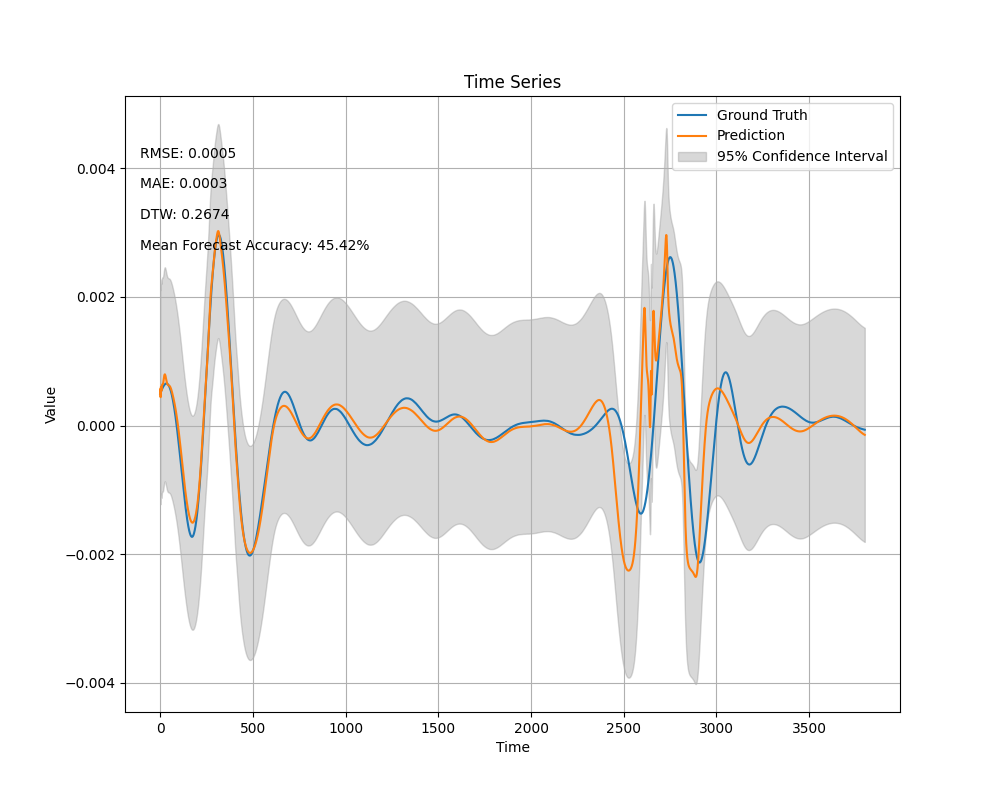 Time Series
Ground Truth
Prediction
95% Confidence Interval
RMSE: 0.0005
MAE: 0.0003
DTW: 0.2674
Mean Forecast Accuracy: 45.42%
Value
0.004
0.002
0.000
−0.002
−0.004
0 500 1000 1500 2000 2500 3000 3500
Time